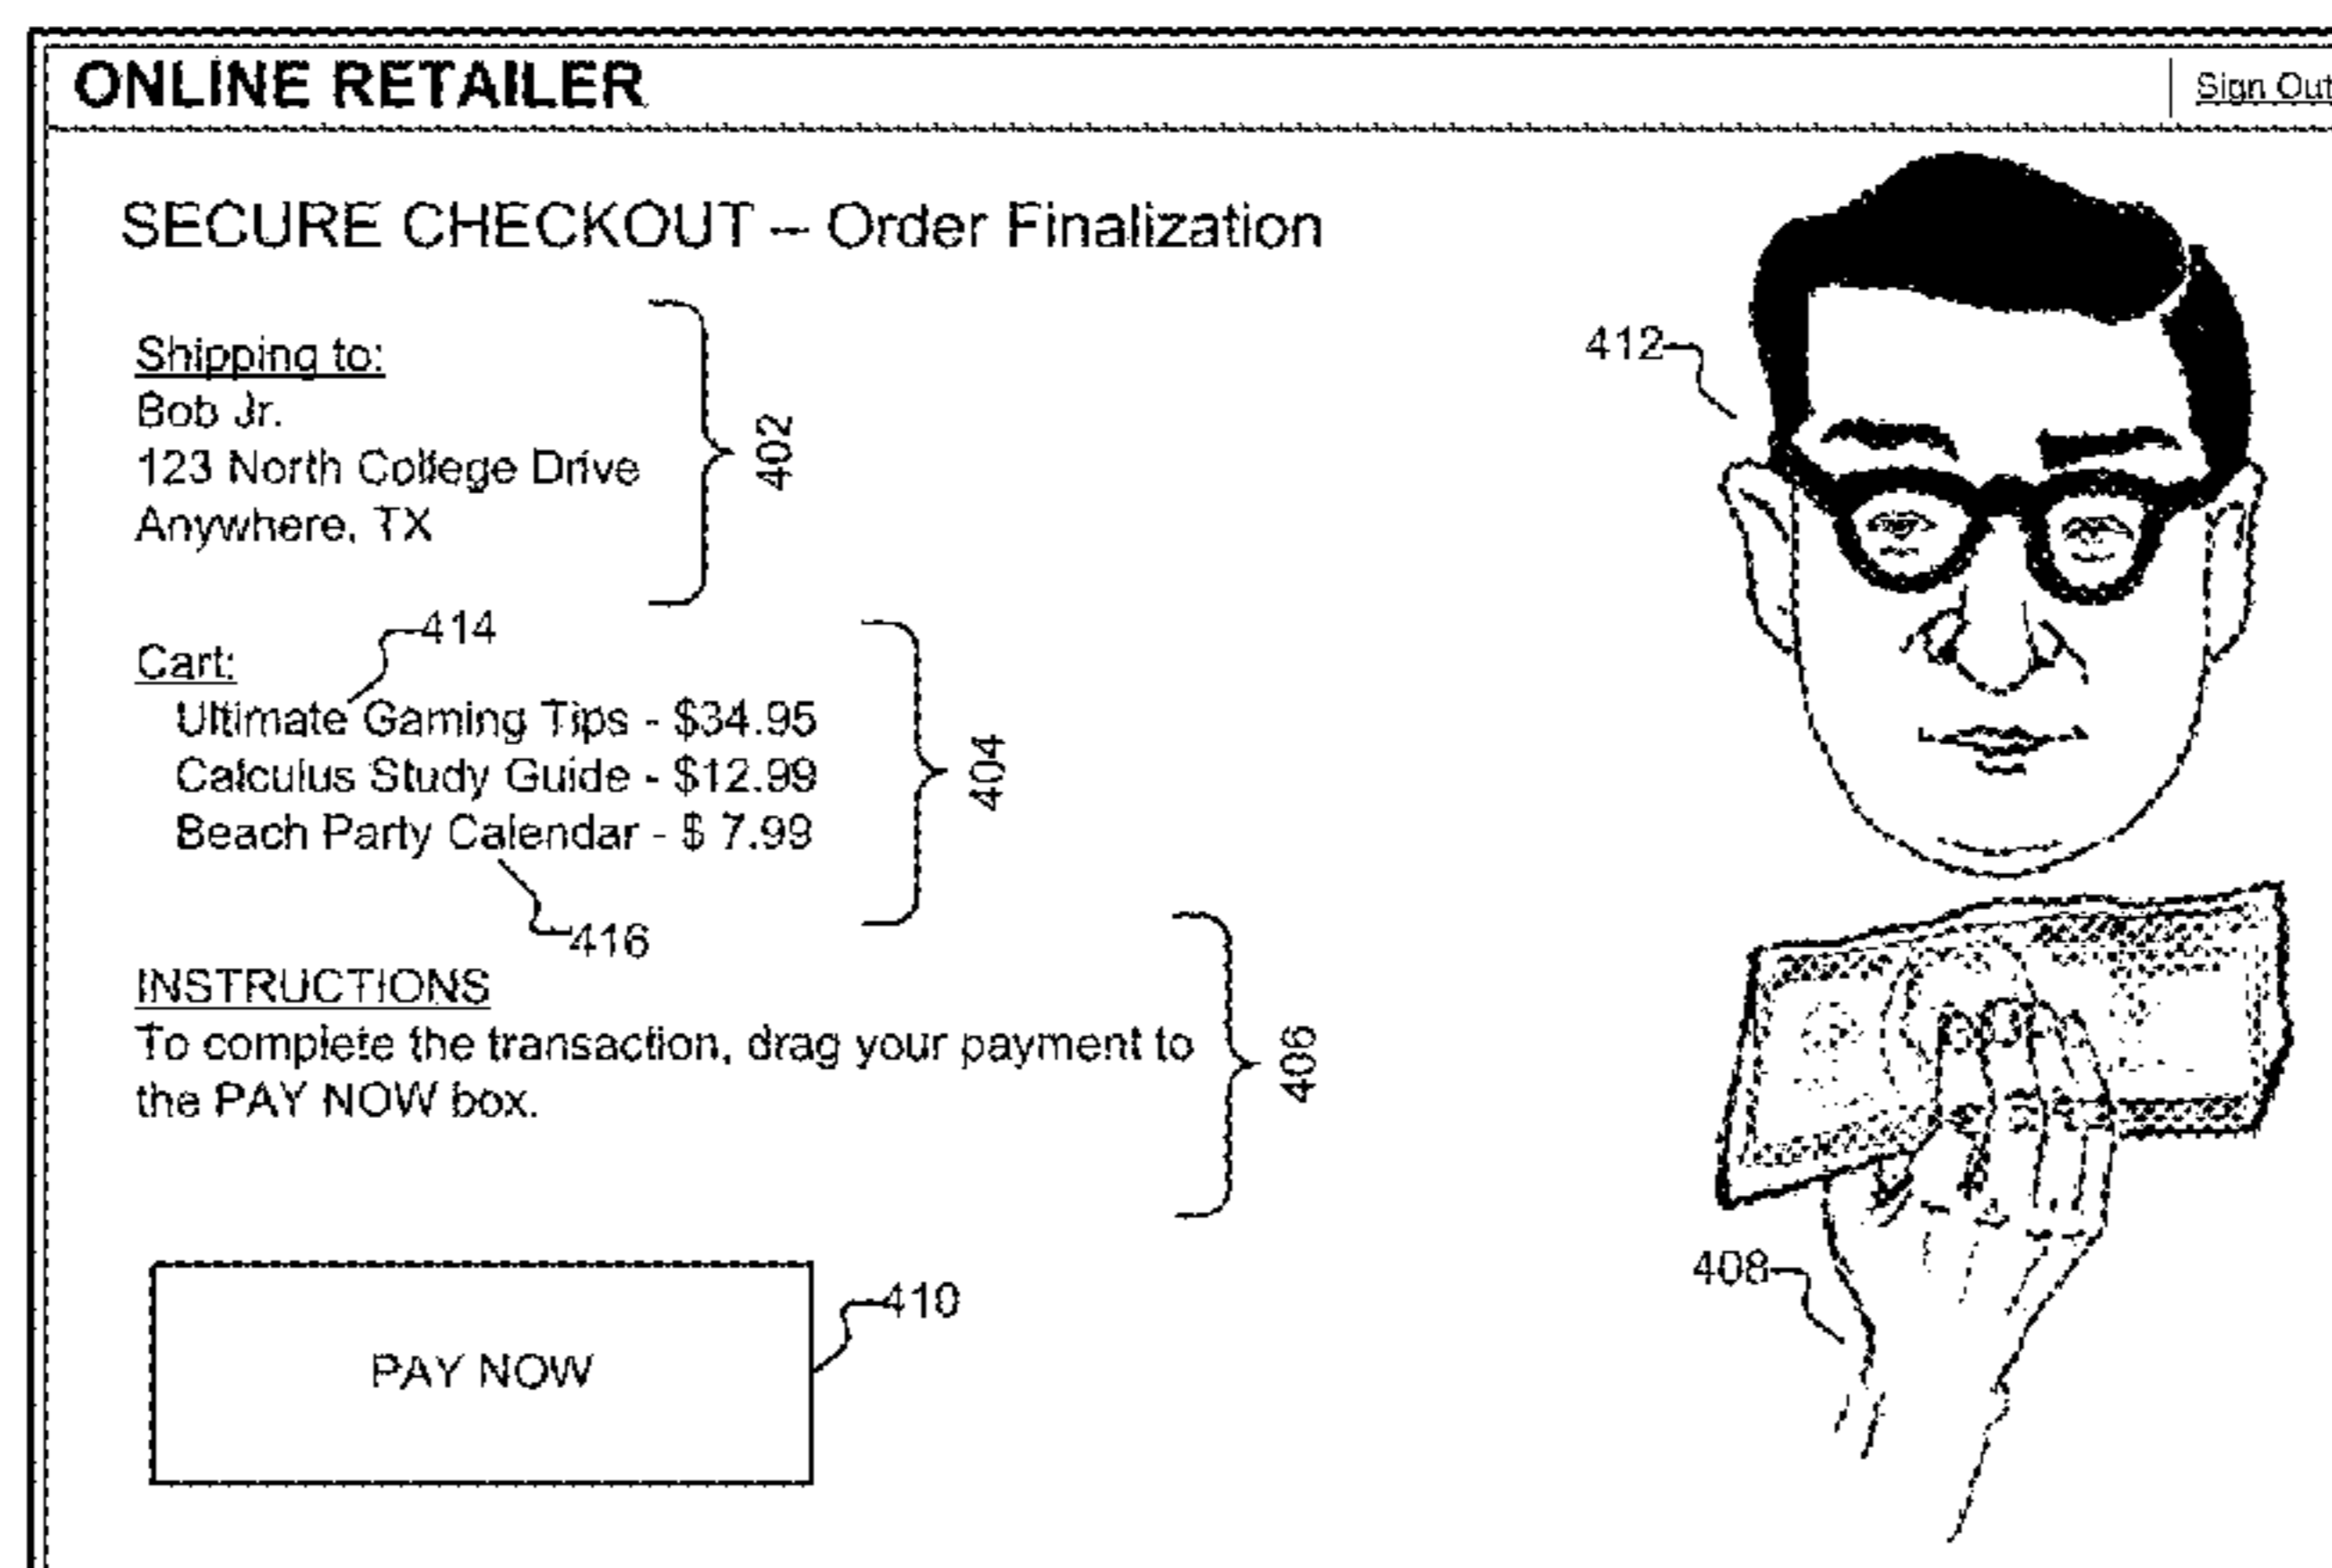 ONLINE RETAILER
Sign Out
SECURE CHECKOUT – Order Finalization
412
Shipping to:
Bob Jr.
123 North College Drive
Anywhere, TX
402
414
Cart:
Ultimate Gaming Tips - $34.95
Calculus Study Guide - $12.99
Beach Party Calendar - $ 7.99
404
416
INSTRUCTIONS
To complete the transaction, drag your payment to
the PAY NOW box.
406
408
410
PAY NOW